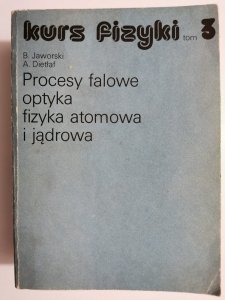 kurs fizyki tom 3
B. Jaworski
A. Dietłaf
Procesy falowe
optyka
fizyka atomowa
i jądrowa